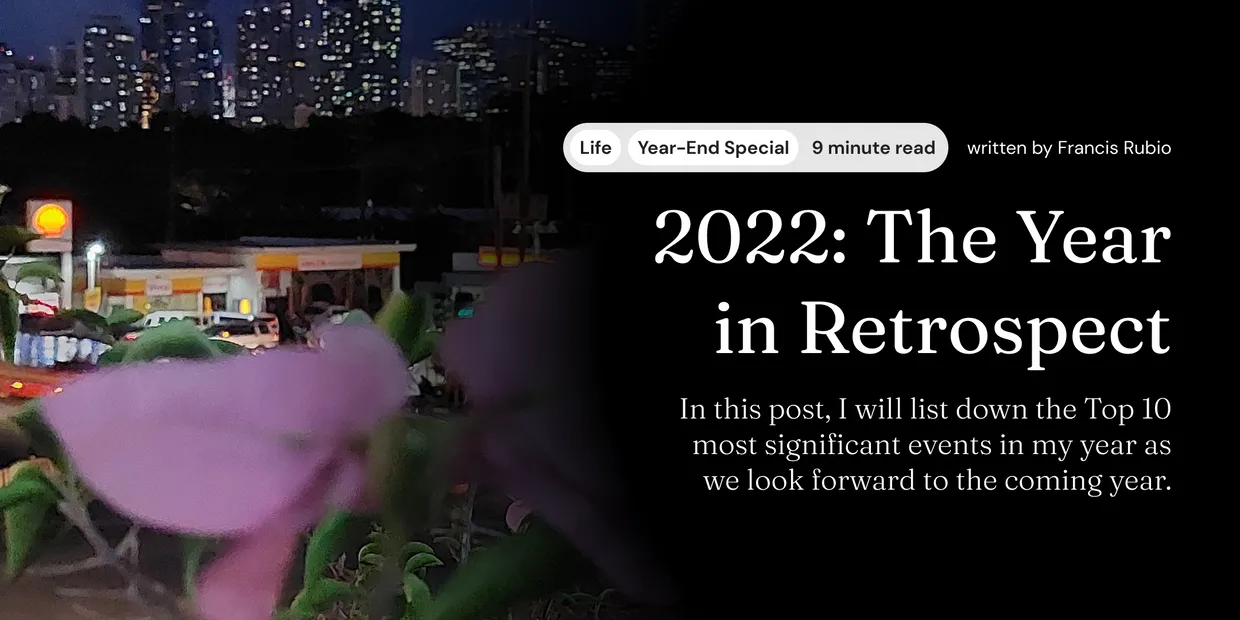 Life Year-End Special 9 minute read written by Francis Rubio
2022: The Year
in Retrospect
In this post, I will list down the Top 10
most significant events in my year as
we look forward to the coming year.